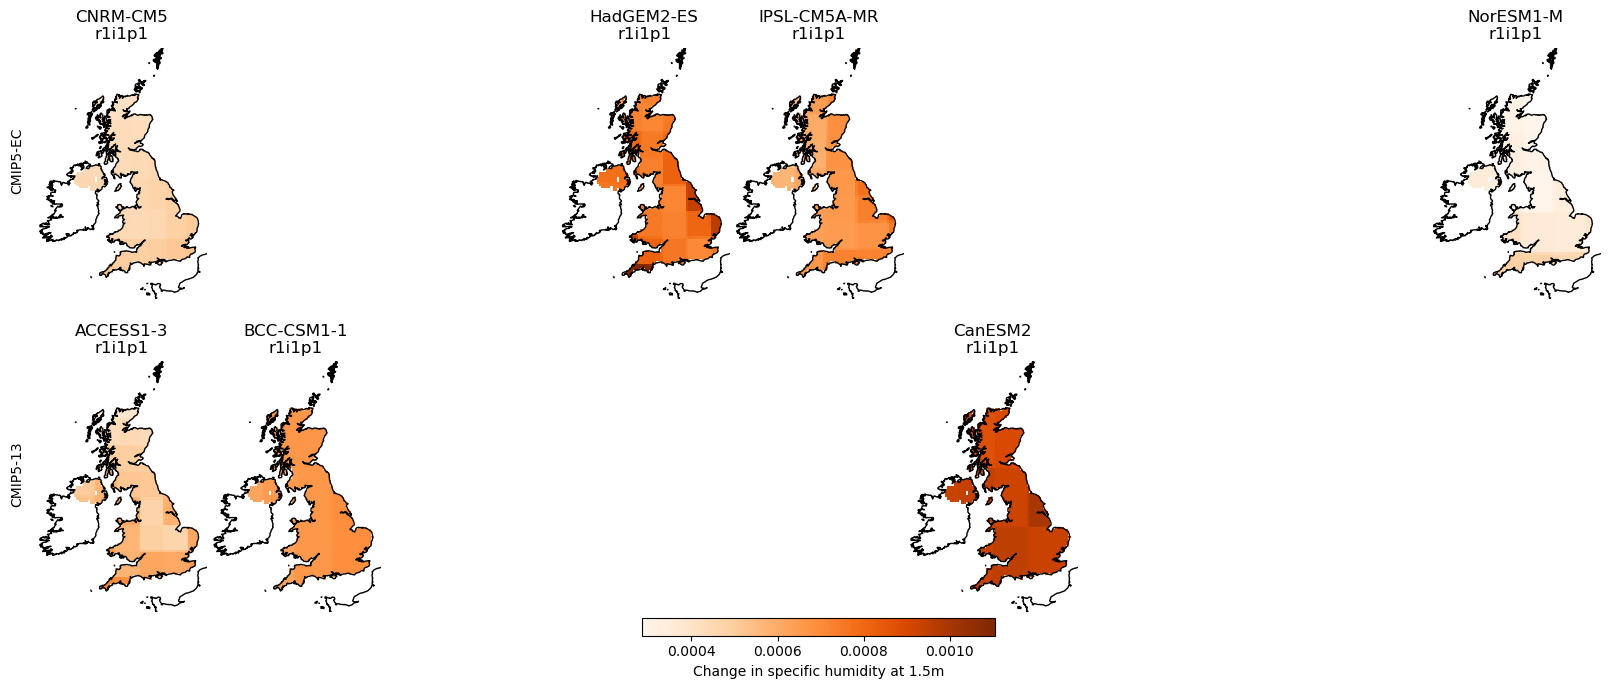 CNRM-CM5
r1i1p1
HadGEM2-ES
r1i1p1
IPSL-CM5A-MR
r1i1p1
NorESM1-M
r1i1p1
CMIP5-EC
ACCESS1-3
r1i1p1
BCC-CSM1-1
r1i1p1
CanESM2
r1i1p1
CMIP5-13
0.0004 0.0006 0.0008 0.0010
Change in specific humidity at 1.5m